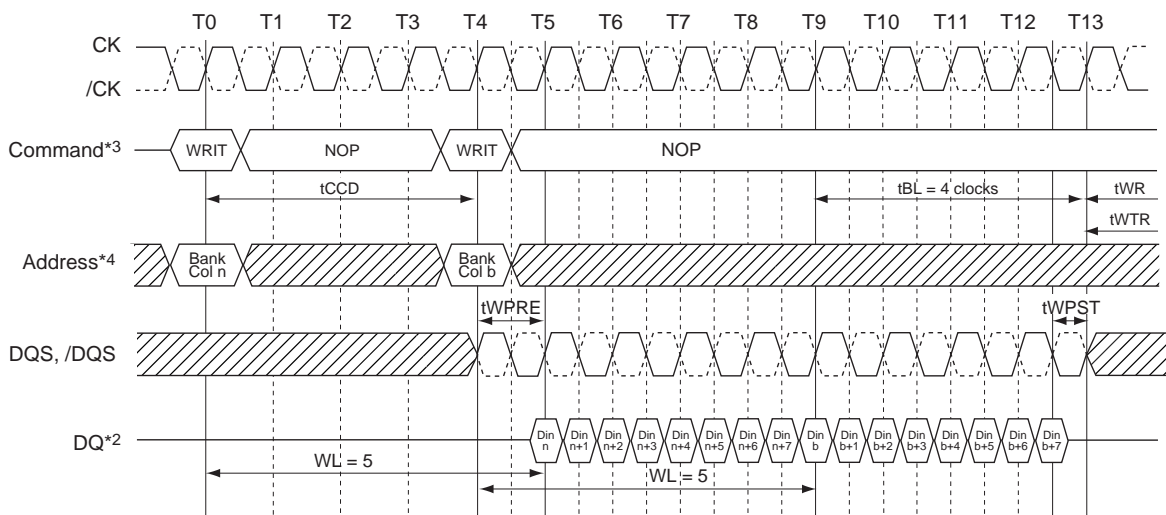 T0 T1 T2 T3 T4 T5 T6 T7 T8 T9 T10 T11 T12 T13
CK
/CK
Command*3
WRIT
NOP
WRIT
NOP
tCCD
tBL = 4 clocks
tWR
tWTR
Address*4
Bank
Col n
Bank
Col b
tWPRE
tWPST
DQS, /DQS
DQ*2
Din
n
Din
n+1
Din
n+2
Din
n+3
Din
n+4
Din
n+5
Din
n+6
Din
n+7
Din
b
Din
b+1
Din
b+2
Din
b+3
Din
b+4
Din
b+5
Din
b+6
Din
b+7
WL = 5
WL = 5